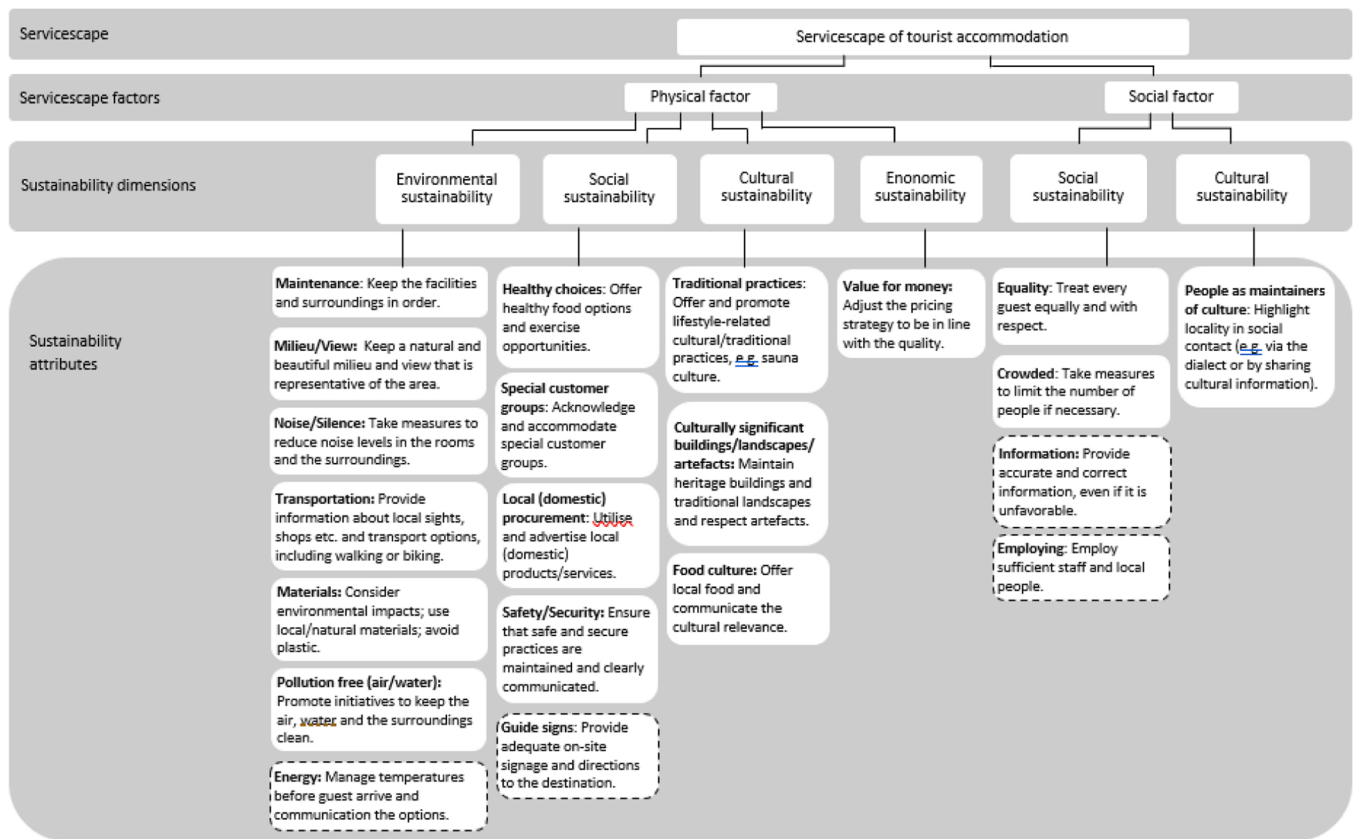 Servicescape
Servicescape of tourist accommodation
Servicescape factors
Physical factor
Social factor
Sustainability dimensions
Environmental
sustainability
Social
sustainability
Cultural
sustainability
Enonomic
sustainability
Social
sustainability
Cultural
sustainability
Sustainability
attributes
Maintenance: Keep the facilities
and surroundings in order.
Milieu/View: Keep a natural and
beautiful milieu and view that is
representative of the area.
Noise/Silence: Take measures to
reduce noise levels in the rooms
and the surroundings.
Transportation: Provide
information about local sights,
shops etc. and transport options,
including walking or biking.
Materials: Consider
environmental impacts; use
local/natural materials; avoid
plastic.
Pollution free (air/water):
Promote initiatives to keep the
air, water and the surroundings
clean.
Energy: Manage temperatures
before guest arrive and
communication the options.
Healthy choices: Offer
healthy food options
and exercise
opportunities.
Special customer
groups: Acknowledge
and accommodate
special customer
groups.
Local (domestic)
procurement: Utilise
and advertise local
(domestic)
products/services.
Safety/Security: Ensure
that safe and secure
practices are
maintained and clearly
communicated.
Guide signs: Provide
adequate on-site
signage and directions
to the destination.
Traditional practices:
Offer and promote
lifestyle-related
cultural/traditional
practices, e.g. sauna
culture.
Culturally significant
buildings/landscapes/
artefacts: Maintain
heritage buildings and
traditional landscapes
and respect artefacts.
Food culture: Offer
local food and
communicate the
cultural relevance.
Value for money:
Adjust the pricing
strategy to be in line
with the quality.
Equality: Treat every
guest equally and with
respect.
Crowded: Take measures
to limit the number of
people if necessary.
Information: Provide
accurate and correct
information, even if it is
unfavorable.
Employing: Employ
sufficient staff and local
people.
People as maintainers
of culture: Highlight
locality in social
contact (e.g. via the
dialect or by sharing
cultural information).